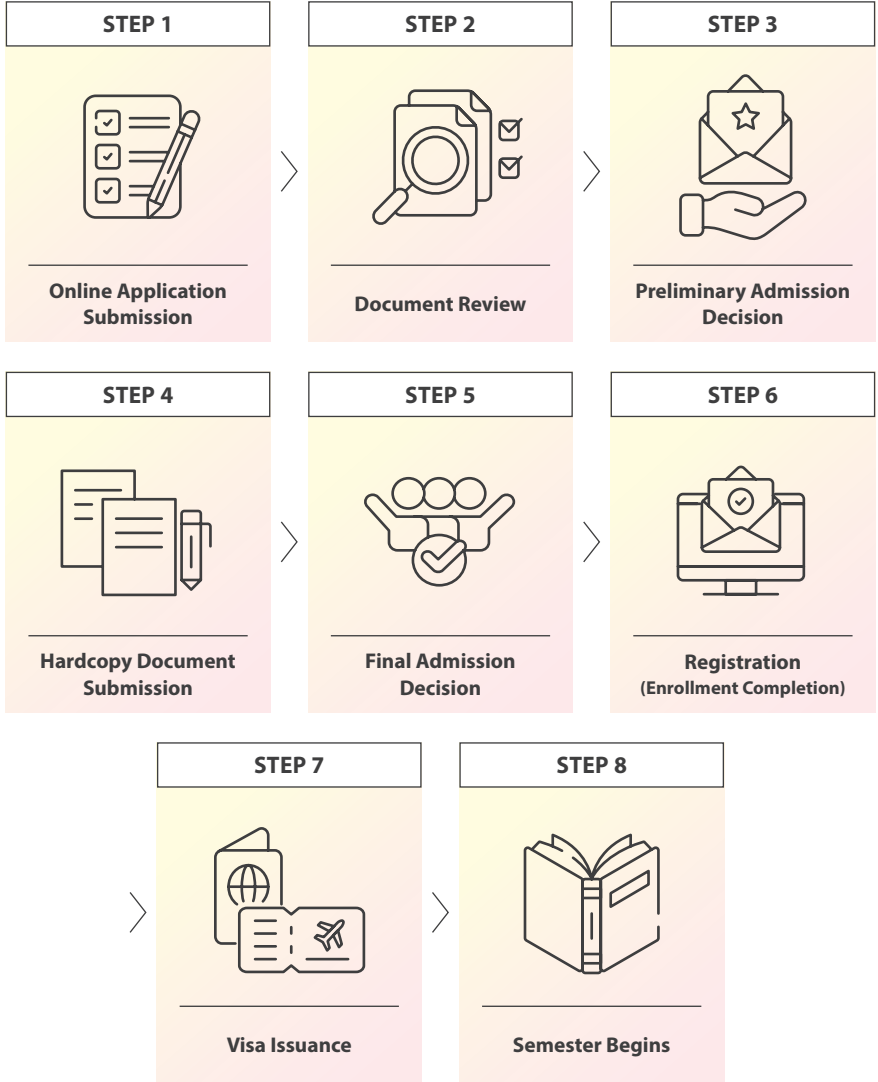 STEP 1
Online Application
Submission
STEP 2
Document Review
STEP 3
Preliminary Admission
Decision
STEP 4
Hardcopy Document
Submission
STEP 5
Final Admission
Decision
STEP 6
Registration
(Enrollment Completion)
STEP 7
Visa Issuance
STEP 8
Semester Begins